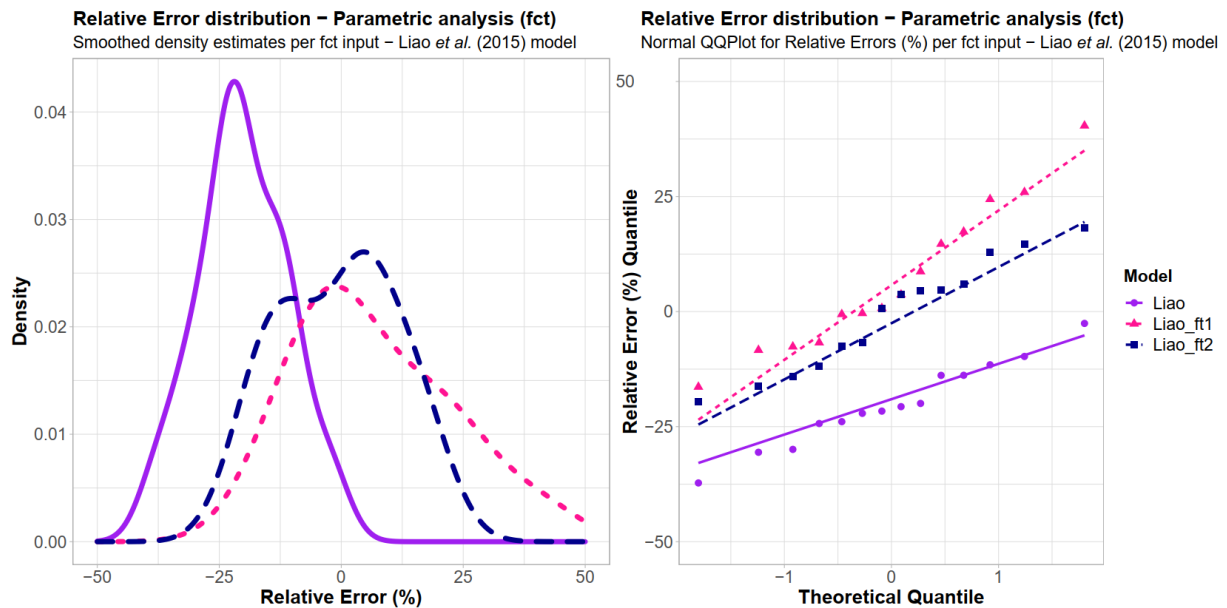 Relative Error distribution − Parametric analysis (fct)
Smoothed density estimates per fct input − Liao et al. (2015) model
0.04
0.03
0.02
0.01
0.00
Density
−50
−25
0
25
50
Relative Error (%)
Relative Error distribution − Parametric analysis (fct)
Normal QQPlot for Relative Errors (%) per fct input − Liao et al. (2015) model
50
25
0
−25
−50
Relative Error (%) Quantile
−1
0
1
Theoretical Quantile
Model
Liao
Liao_ft1
Liao_ft2